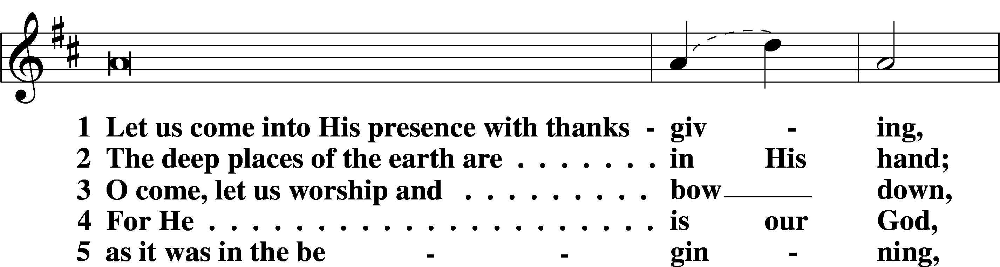 1 Let us come into His presence with thanks - giv - ing,
2 The deep places of the earth are . . . . . . . in His hand;
3 O come, let us worship and . . . . . . . . . bow down,
4 For He . . . . . . . . . . . . . . . . . . . . . is our God,
5 as it was in the be - - gin - ning,